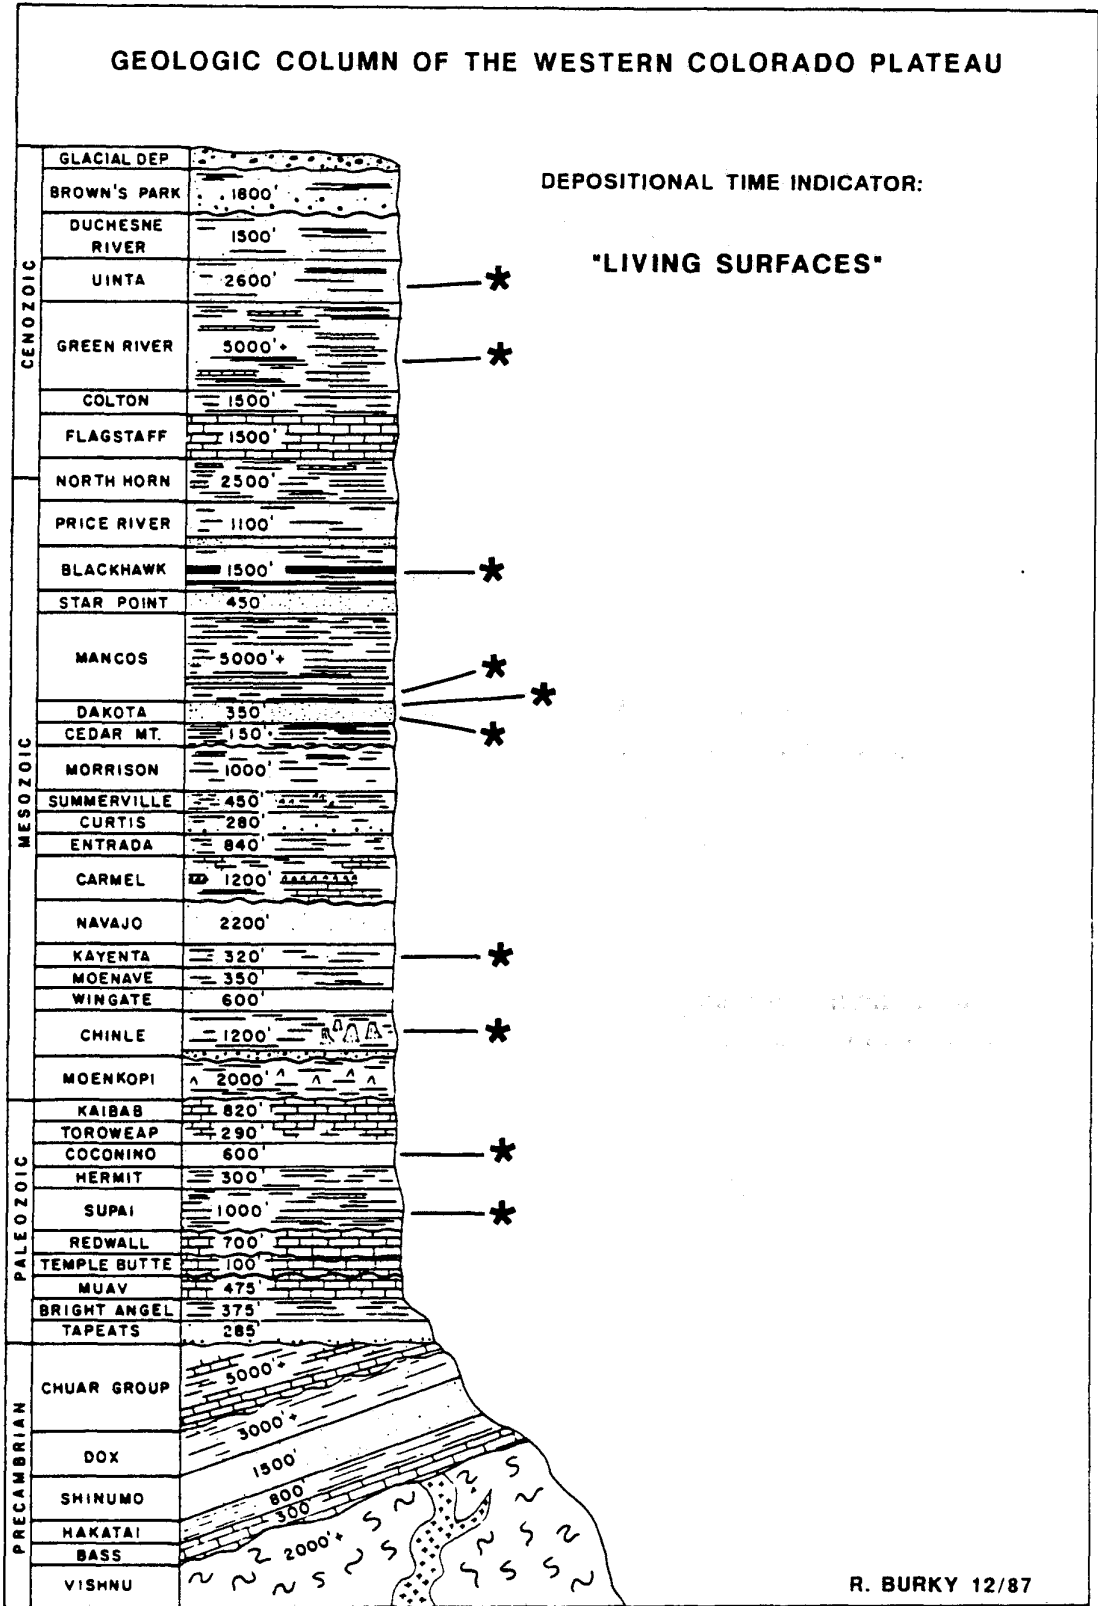 GEOLOGIC COLUMN OF THE WESTERN COLORADO PLATEAU
DEPOSITIONAL TIME INDICATOR:
"LIVING SURFACES"
CENOZOIC
GLACIAL DEP
BROWN'S PARK 1800'
DUCHESNE RIVER 1500'
UINTA 2600' *
GREEN RIVER 5000'+ *
COLTON 1500'
FLAGSTAFF 1500'
NORTH HORN 2500'
MESOZOIC
PRICE RIVER 1100'
BLACKHAWK 1500' *
STAR POINT 450'
MANCOS 5000'+ *
*
DAKOTA 350' *
CEDAR MT. 150'+
MORRISON 1000'
SUMMERVILLE 450'
CURTIS 280'
ENTRADA 840'
CARMEL 1200'
NAVAJO 2200'
KAYENTA 320' *
MOENAVE 350'
WINGATE 600'
CHINLE 1200' *
MOENKOPI 2000'
PALEOZOIC
KAIBAB 820'
TOROWEAP 290'
COCONINO 600' *
HERMIT 300'
SUPAI 1000' *
REDWALL 700'
TEMPLE BUTTE 100'
MUAV 475'
BRIGHT ANGEL 375'
TAPEATS 285'
PRECAMBRIAN
CHUAR GROUP 5000'+
DOX 3000'+
SHINUMO 1500'
HAKATAI 800'
BASS 300'
VISHNU 2000'+
R. BURKY 12/87